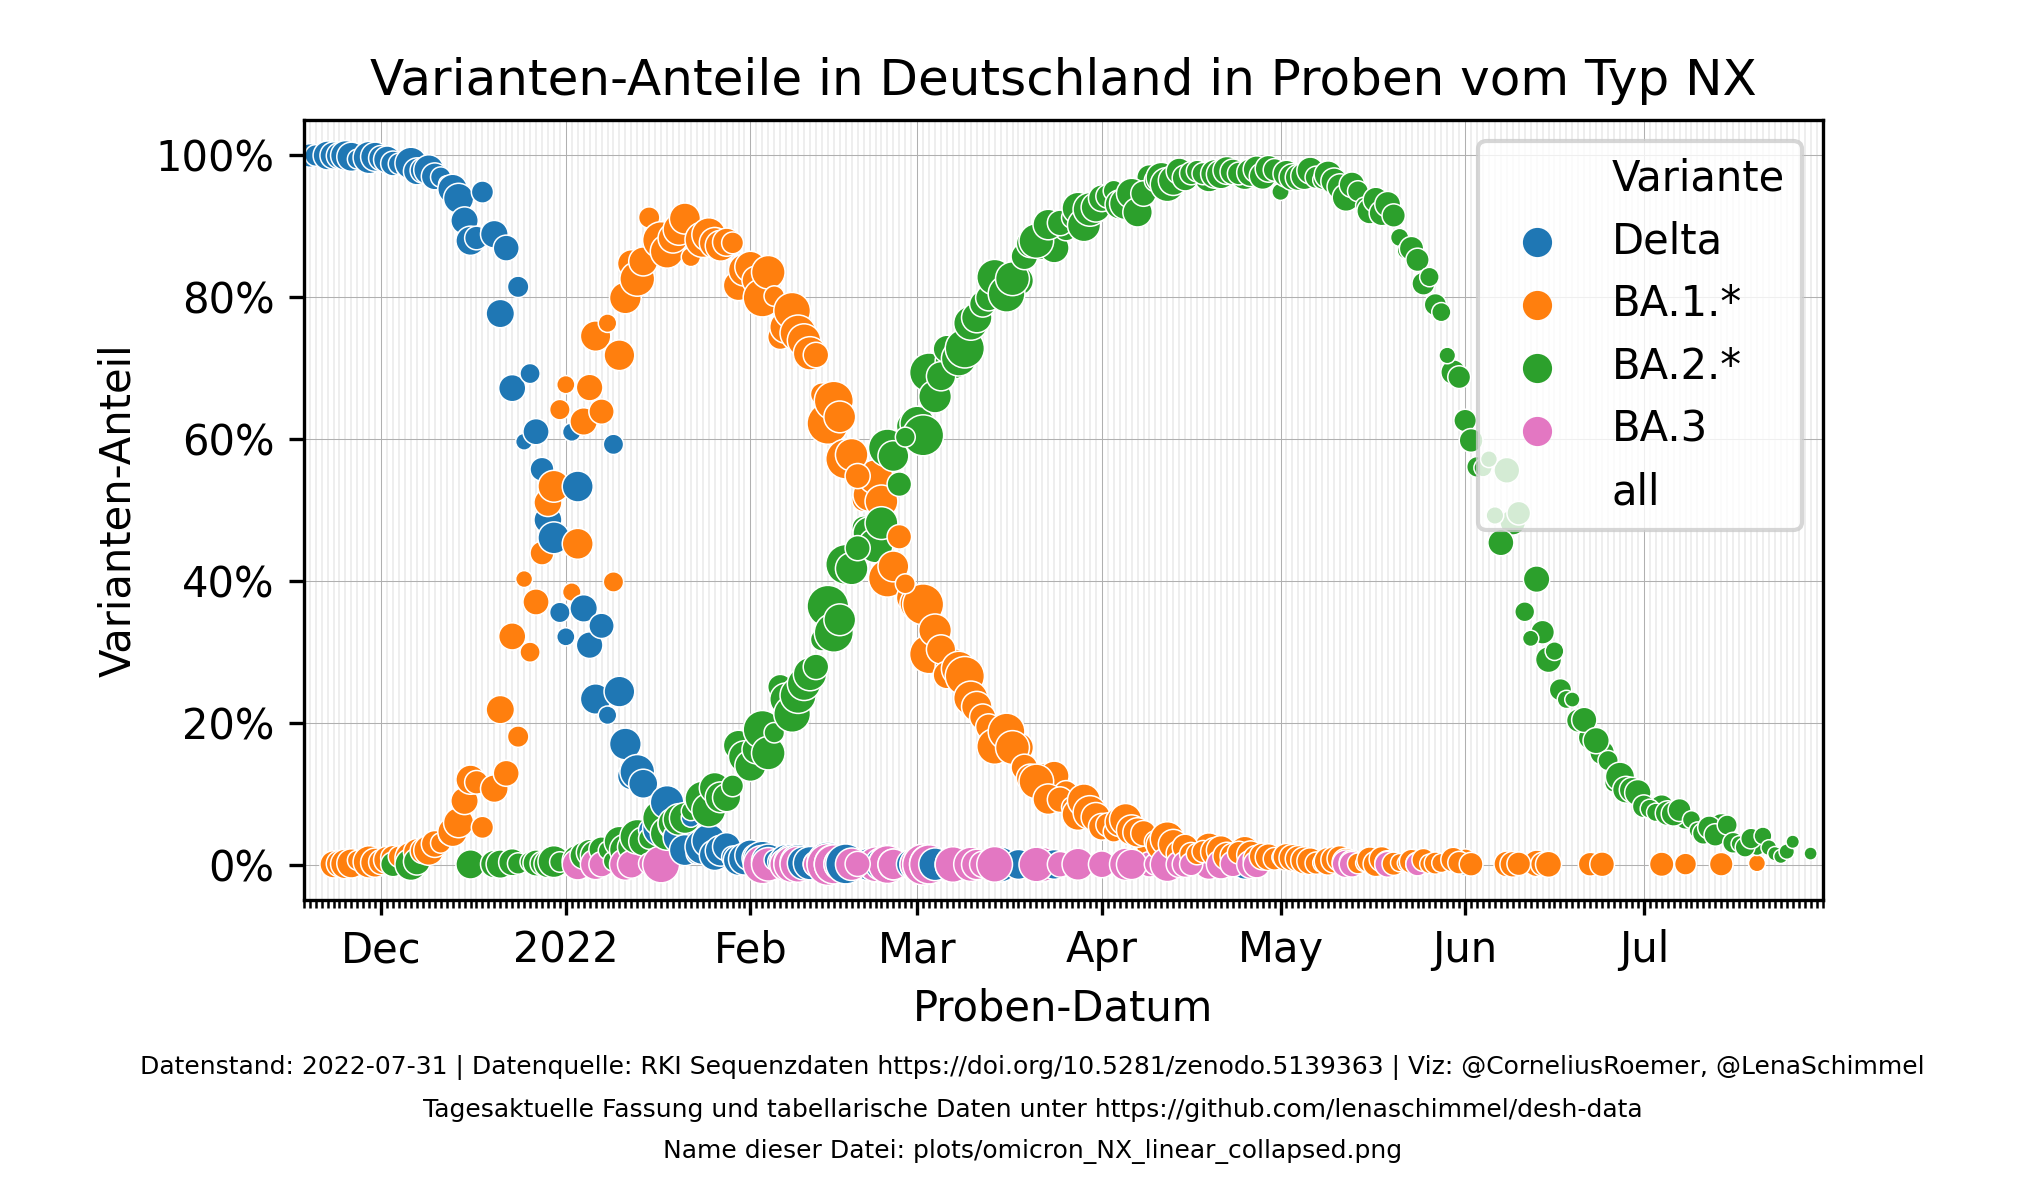 Varianten-Anteile in Deutschland in Proben vom Typ NX
Varianten-Anteil
100%
80%
60%
40%
20%
0%
Variante
Delta
BA.1.*
BA.2.*
BA.3
all
Dec
2022
Feb
Mar
Apr
May
Jun
Jul
Proben-Datum
Datenstand: 2022-07-31 | Datenquelle: RKI Sequenzdaten https://doi.org/10.5281/zenodo.5139363 | Viz: @CorneliusRoemer, @LenaSchimmel
Tagesaktuelle Fassung und tabellarische Daten unter https://github.com/lenaschimmel/desh-data
Name dieser Datei: plots/omicron_NX_linear_collapsed.png